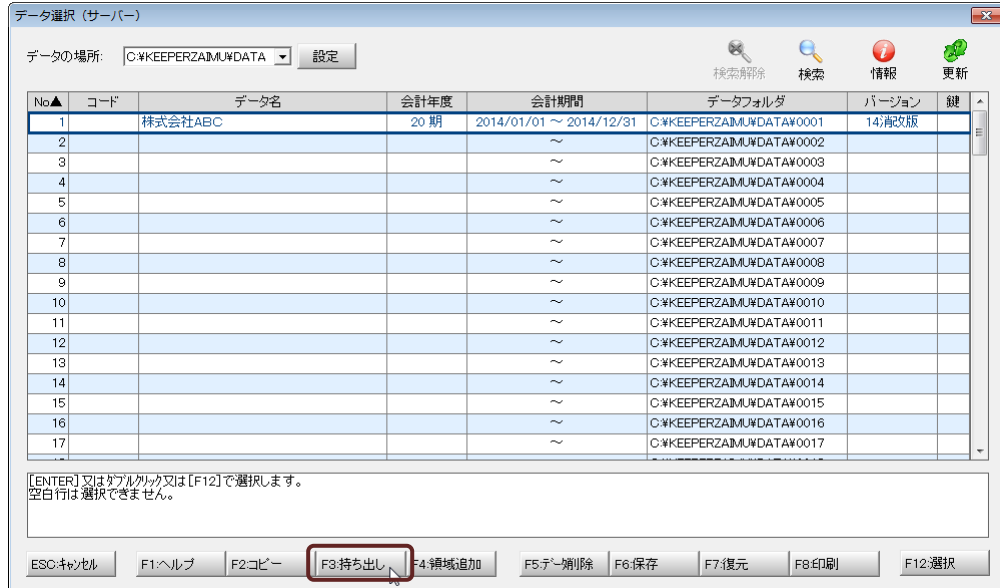 データ選択（サーバー）
データの場所: C:¥KEEPERZAIMU¥DATA 設定 検索解除 検索 情報 更新
No▲ コード データ名 会計年度 会計期間 データフォルダ バージョン 鍵
1 株式会社ABC 20 期 2014/01/01 ～ 2014/12/31 C:¥KEEPERZAIMU¥DATA¥0001 14消改版
2 ～ C:¥KEEPERZAIMU¥DATA¥0002
3 ～ C:¥KEEPERZAIMU¥DATA¥0003
4 ～ C:¥KEEPERZAIMU¥DATA¥0004
5 ～ C:¥KEEPERZAIMU¥DATA¥0005
6 ～ C:¥KEEPERZAIMU¥DATA¥0006
7 ～ C:¥KEEPERZAIMU¥DATA¥0007
8 ～ C:¥KEEPERZAIMU¥DATA¥0008
9 ～ C:¥KEEPERZAIMU¥DATA¥0009
10 ～ C:¥KEEPERZAIMU¥DATA¥0010
11 ～ C:¥KEEPERZAIMU¥DATA¥0011
12 ～ C:¥KEEPERZAIMU¥DATA¥0012
13 ～ C:¥KEEPERZAIMU¥DATA¥0013
14 ～ C:¥KEEPERZAIMU¥DATA¥0014
15 ～ C:¥KEEPERZAIMU¥DATA¥0015
16 ～ C:¥KEEPERZAIMU¥DATA¥0016
17 ～ C:¥KEEPERZAIMU¥DATA¥0017
[ENTER]又はﾀﾞﾌﾞﾙｸﾘｯｸ又は[F12]で選択します。
空白行は選択できません。
ESC:ｷｬﾝｾﾙ F1:ヘルプ F2:コピー F3:持ち出し F4:領域追加 F5:ﾃﾞｰﾀ削除 F6:保存 F7:復元 F8:印刷 F12:選択